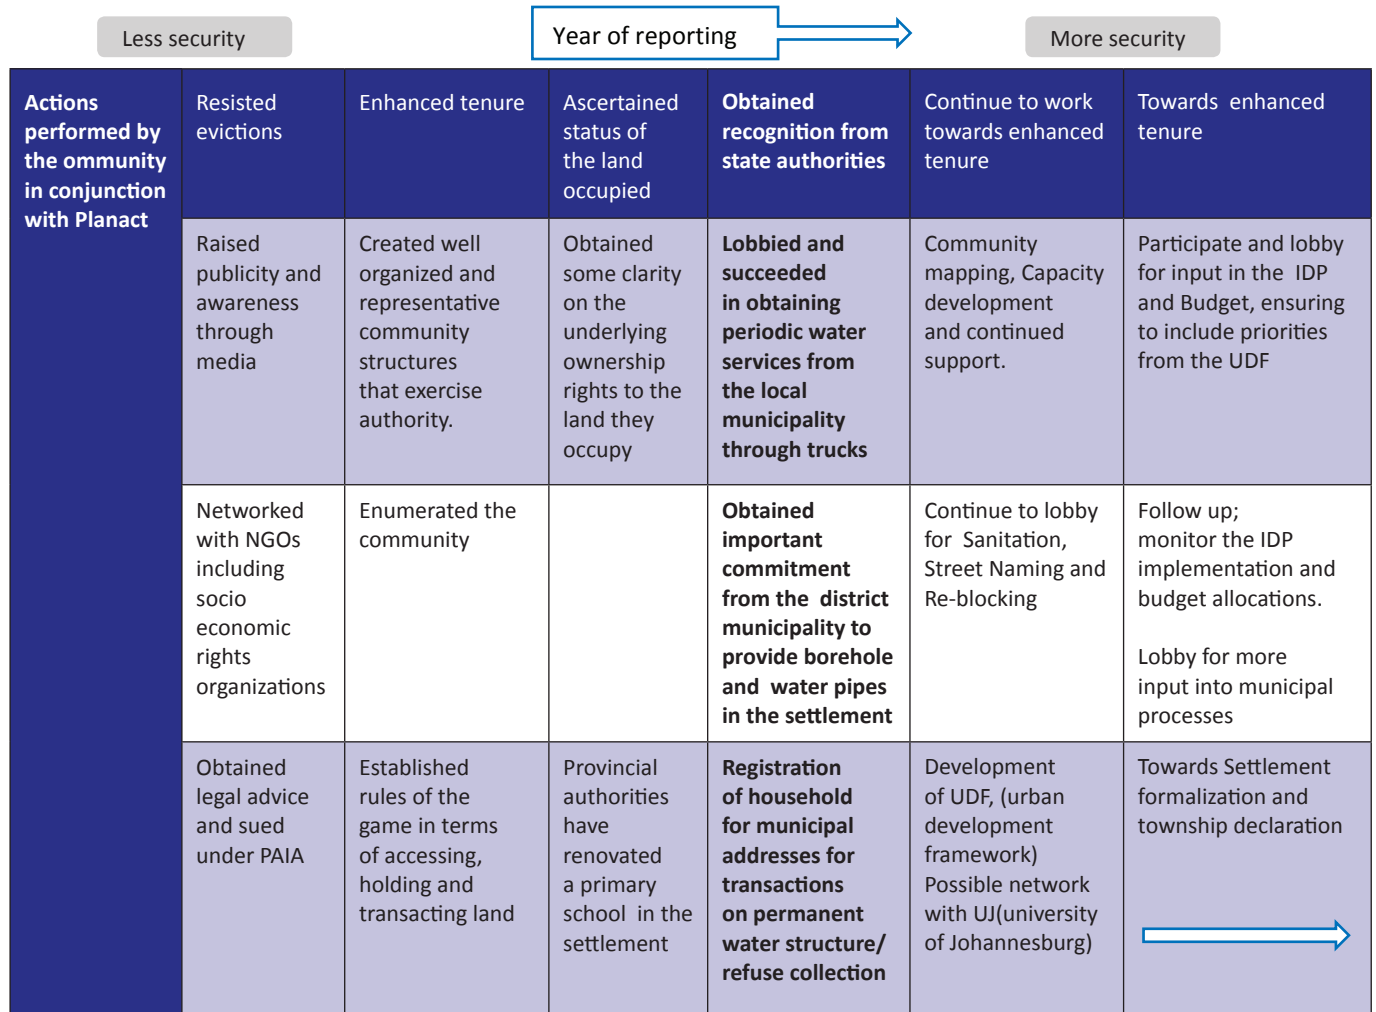 Less security
Year of reporting
More security
Actions
performed by
the ommunity
in conjunction
with Planact
Resisted
evictions
Enhanced tenure
Ascertained
status of
the land
occupied
Obtained
recognition from
state authorities
Continue to work
towards enhanced
tenure
Towards enhanced
tenure
Raised
publicity and
awareness
through
media
Created well
organized and
representative
community
structures
that exercise
authority.
Obtained
some clarity
on the
underlying
ownership
rights to the
land they
occupy
Lobbied and
succeeded
in obtaining
periodic water
services from
the local
municipality
through trucks
Community
mapping, Capacity
development
and continued
support.
Participate and lobby
for input in the IDP
and Budget, ensuring
to include priorities
from the UDF
Networked
with NGOs
including
socio
economic
rights
organizations
Enumerated the
community
Obtained
important
commitment
from the district
municipality to
provide borehole
and water pipes
in the settlement
Continue to lobby
for Sanitation,
Street Naming and
Re-blocking
Follow up;
monitor the IDP
implementation and
budget allocations.
Lobby for more
input into municipal
processes
Obtained
legal advice
and sued
under PAIA
Established
rules of the
game in terms
of accessing,
holding and
transacting land
Provincial
authorities
have
renovated
a primary
school in the
settlement
Registration
of household
for municipal
addresses for
transactions
on permanent
water structure/
refuse collection
Development
of UDF, (urban
development
framework)
Possible network
with UJ(university
of Johannesburg)
Towards Settlement
formalization and
township declaration